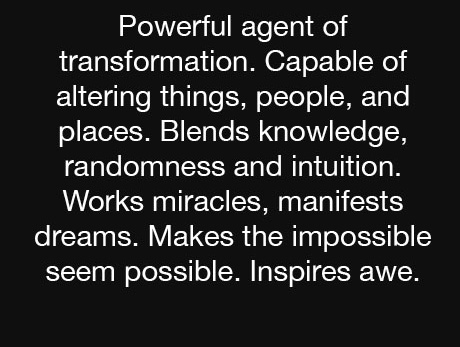 Powerful agent of
transformation. Capable of
altering things, people, and
places. Blends knowledge,
randomness and intuition.
Works miracles, manifests
dreams. Makes the impossible
seem possible. Inspires awe.